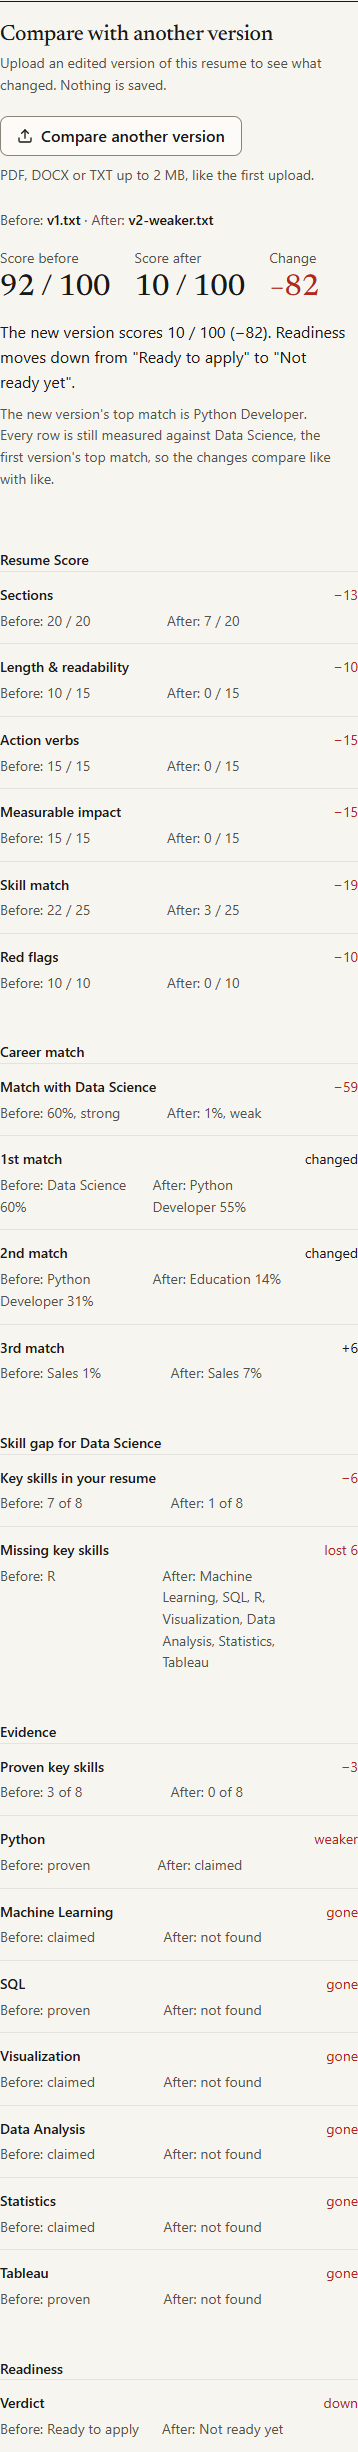 Compare with another version
Upload an edited version of this resume to see what
changed. Nothing is saved.
Compare another version
PDF, DOCX or TXT up to 2 MB, like the first upload.
Before: v1.txt · After: v2-weaker.txt
Score before Score after Change
92 / 100 10 / 100 −82
The new version scores 10 / 100 (−82). Readiness
moves down from "Ready to apply" to "Not
ready yet".
The new version's top match is Python Developer.
Every row is still measured against Data Science, the
first version's top match, so the changes compare like
with like.
Resume Score
Sections −13
Before: 20 / 20 After: 7 / 20
Length & readability −10
Before: 10 / 15 After: 0 / 15
Action verbs −15
Before: 15 / 15 After: 0 / 15
Measurable impact −15
Before: 15 / 15 After: 0 / 15
Skill match −19
Before: 22 / 25 After: 3 / 25
Red flags −10
Before: 10 / 10 After: 0 / 10
Career match
Match with Data Science −59
Before: 60%, strong After: 1%, weak
1st match changed
Before: Data Science After: Python
60% Developer 55%
2nd match changed
Before: Python After: Education 14%
Developer 31%
3rd match +6
Before: Sales 1% After: Sales 7%
Skill gap for Data Science
Key skills in your resume −6
Before: 7 of 8 After: 1 of 8
Missing key skills lost 6
Before: R After: Machine
Learning, SQL, R,
Visualization, Data
Analysis, Statistics,
Tableau
Evidence
Proven key skills −3
Before: 3 of 8 After: 0 of 8
Python weaker
Before: proven After: claimed
Machine Learning gone
Before: claimed After: not found
SQL gone
Before: proven After: not found
Visualization gone
Before: claimed After: not found
Data Analysis gone
Before: claimed After: not found
Statistics gone
Before: claimed After: not found
Tableau gone
Before: proven After: not found
Readiness
Verdict down
Before: Ready to apply After: Not ready yet